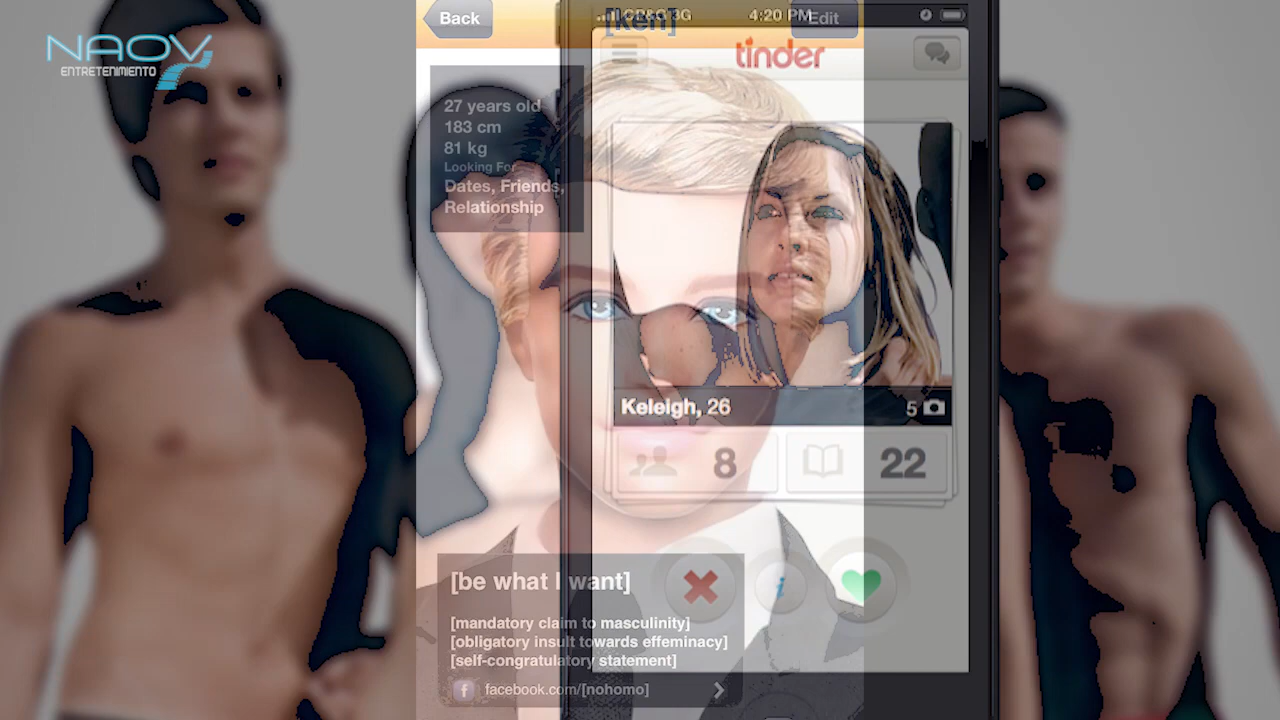 NAOV
ENTRETENIMIENTO
Back
[ken]
3G
4:20 PM
Edit
tinder
27 years old
183 cm
81 kg
Looking For
Dates, Friends,
Relationship
Keleigh, 26
5
8
22
[be what I want]
[mandatory claim to masculinity]
[obligatory insult towards effeminacy]
[self-congratulatory statement]
facebook.com/[nohomo]